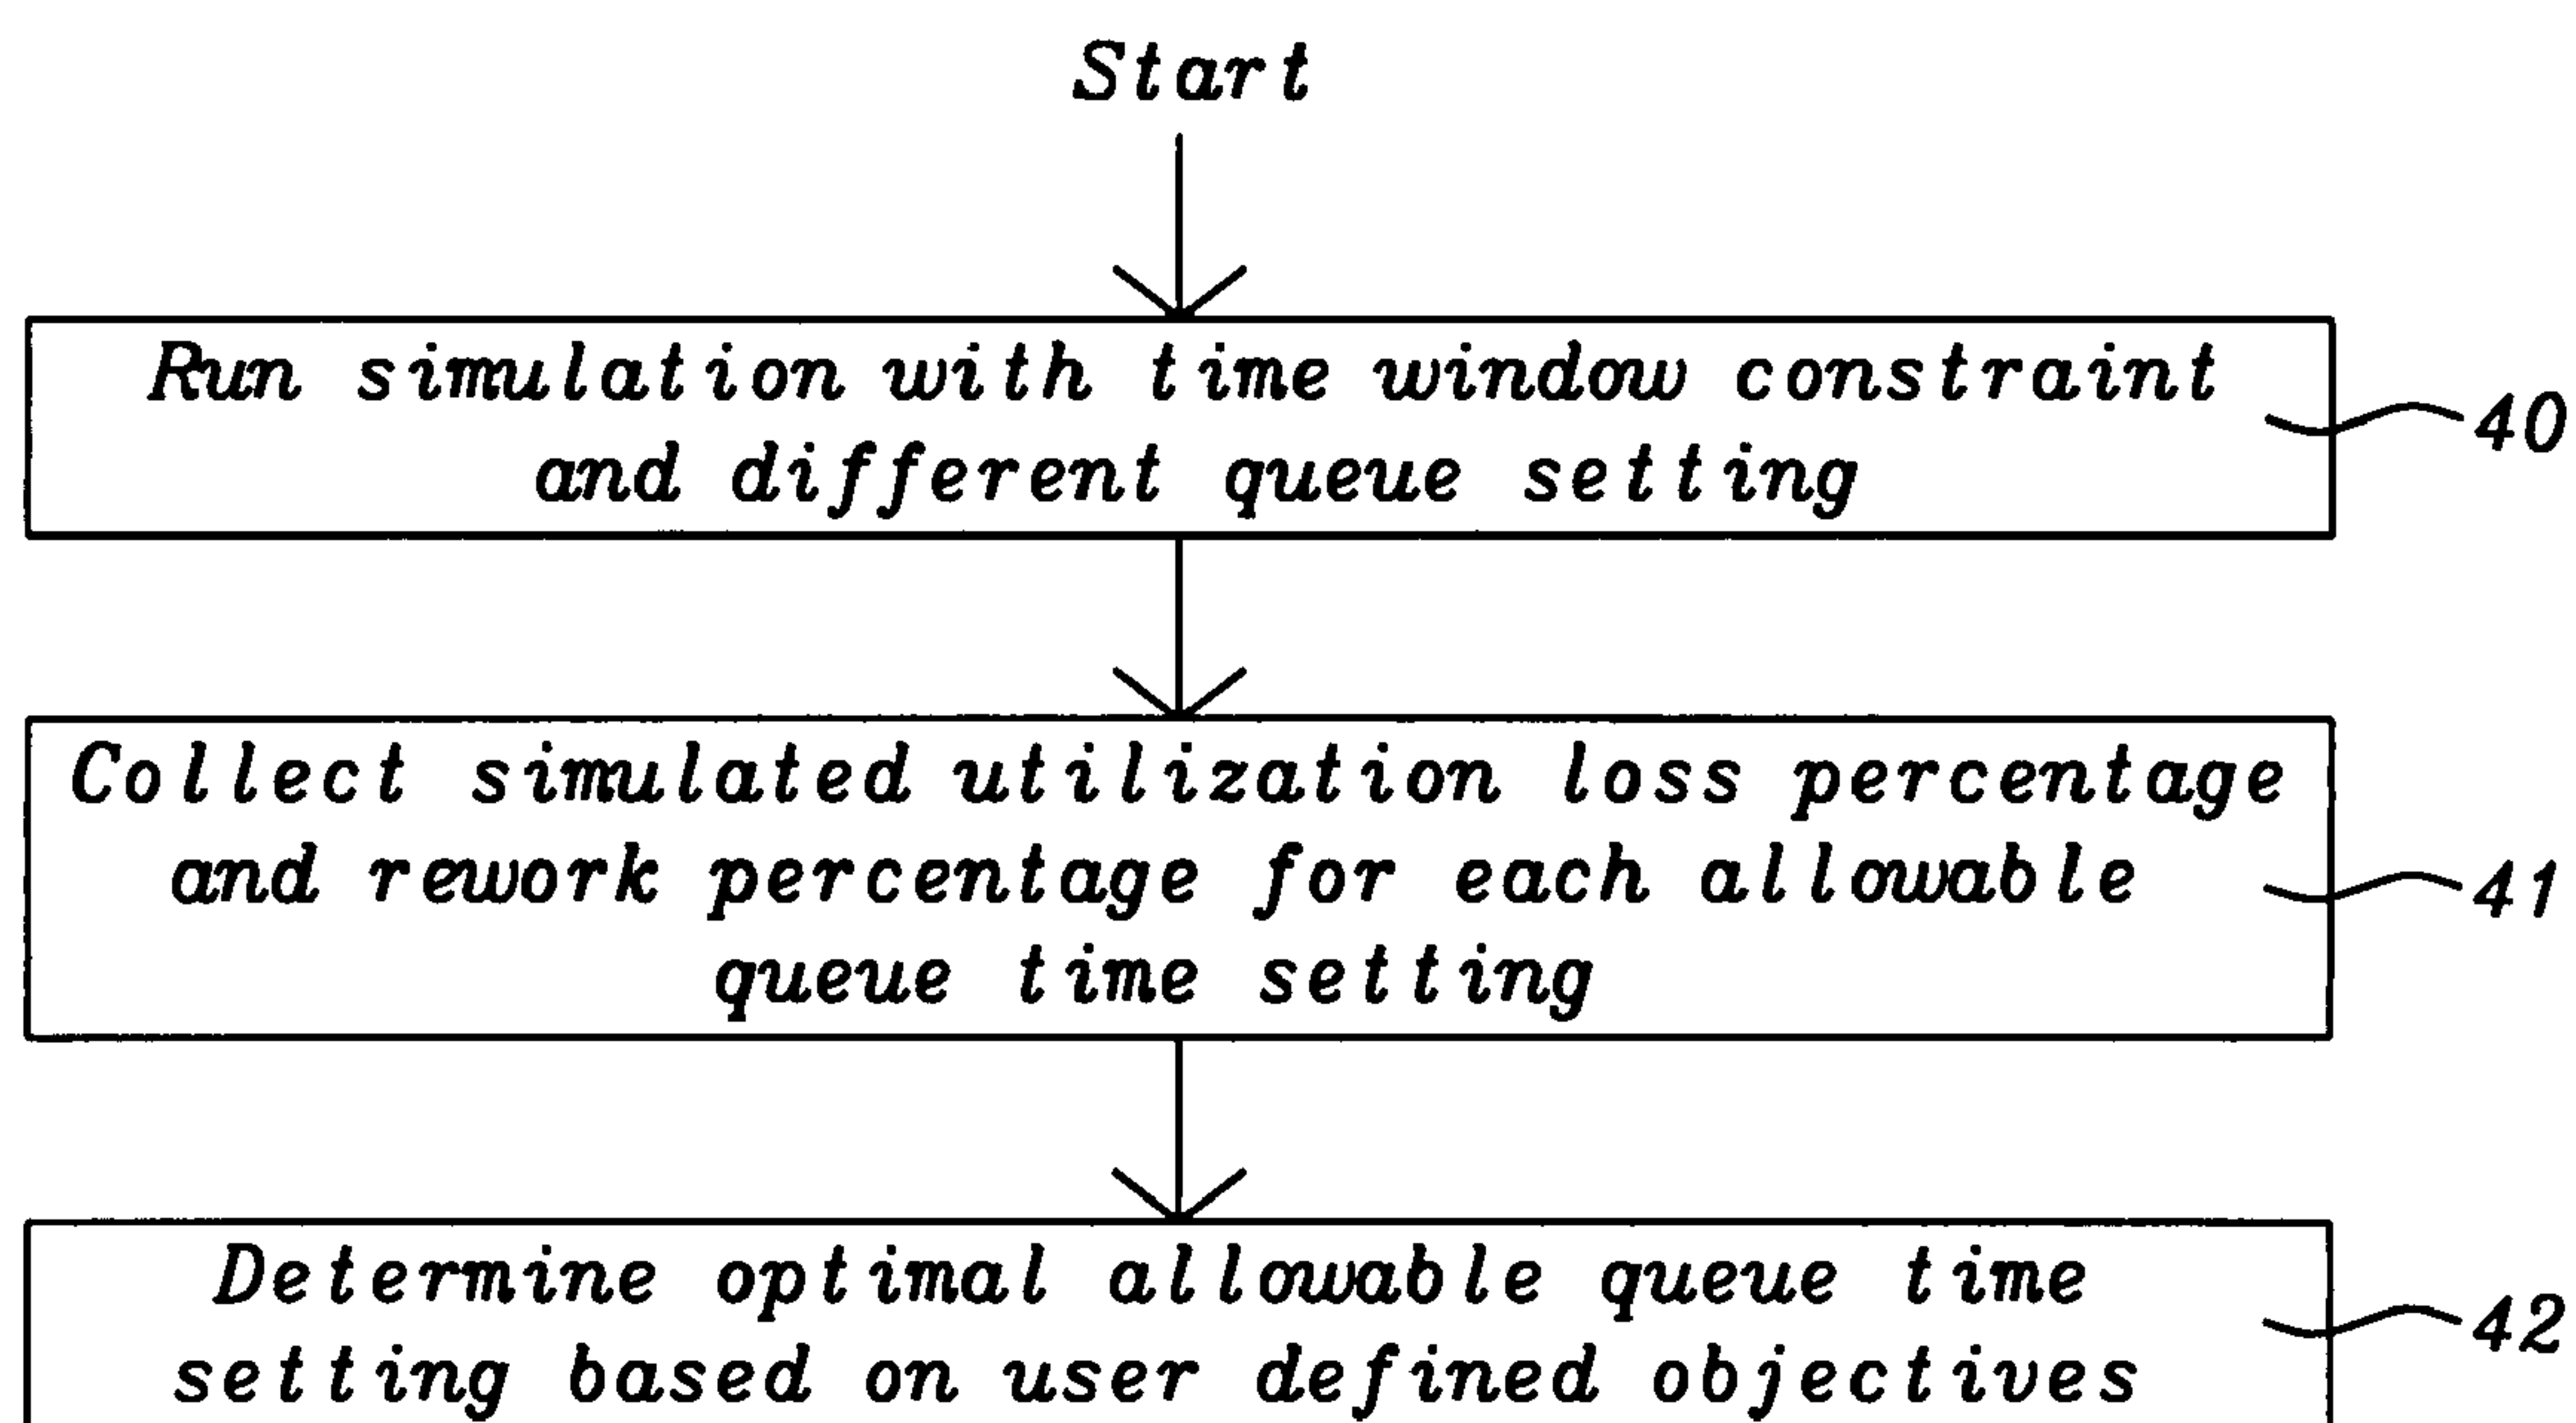 Start
Run simulation with time window constraint
and different queue setting
40
Collect simulated utilization loss percentage
and rework percentage for each allowable
queue time setting
41
Determine optimal allowable queue time
setting based on user defined objectives
42